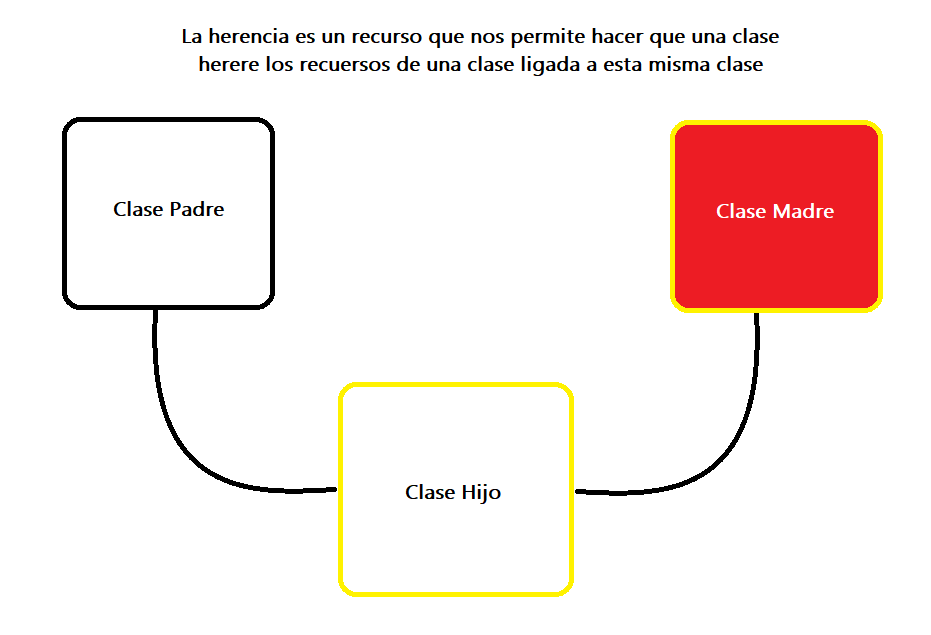 La herencia es un recurso que nos permite hacer que una clase
herere los recuersos de una clase ligada a esta misma clase
Clase Padre
Clase Madre
Clase Hijo